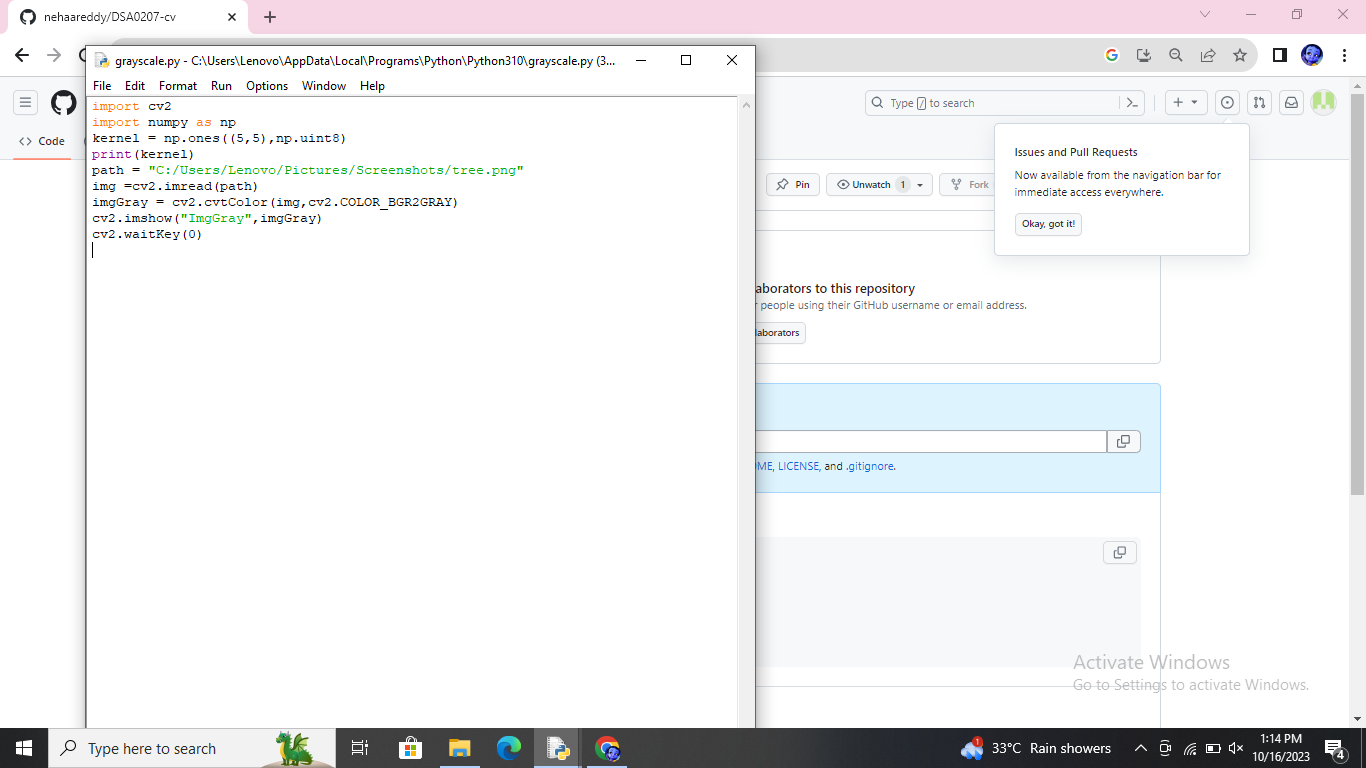 nehaareddy/DSA0207-cv
grayscale.py - C:\Users\Lenovo\AppData\Local\Programs\Python\Python310\grayscale.py (3...
File Edit Format Run Options Window Help
import cv2
import numpy as np
kernel = np.ones((5,5),np.uint8)
print(kernel)
path = "C:/Users/Lenovo/Pictures/Screenshots/tree.png"
img =cv2.imread(path)
imgGray = cv2.cvtColor(img,cv2.COLOR_BGR2GRAY)
cv2.imshow("ImgGray",imgGray)
cv2.waitKey(0)
<> Code
Type / to search
Issues and Pull Requests
Now available from the navigation bar for
immediate access everywhere.
Okay, got it!
Pin Unwatch 1 Fork
aborators to this repository
people using their GitHub username or email address.
laborators
ME, LICENSE, and .gitignore.
Activate Windows
Go to Settings to activate Windows.
Type here to search
1
33°C Rain showers
1:14 PM
10/16/2023
4